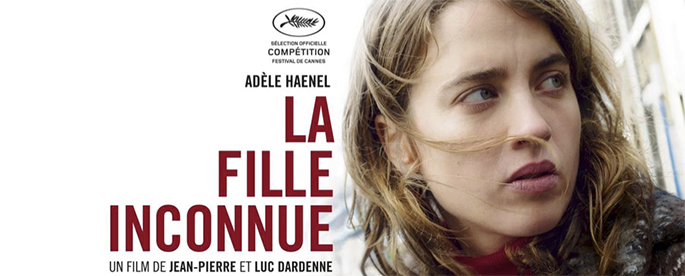 SÉLECTION OFFICIELLE
COMPÉTITION
FESTIVAL DE CANNES
ADÈLE HAENEL
LA
FILLE
INCONNUE
UN FILM DE JEAN-PIERRE ET LUC DARDENNE